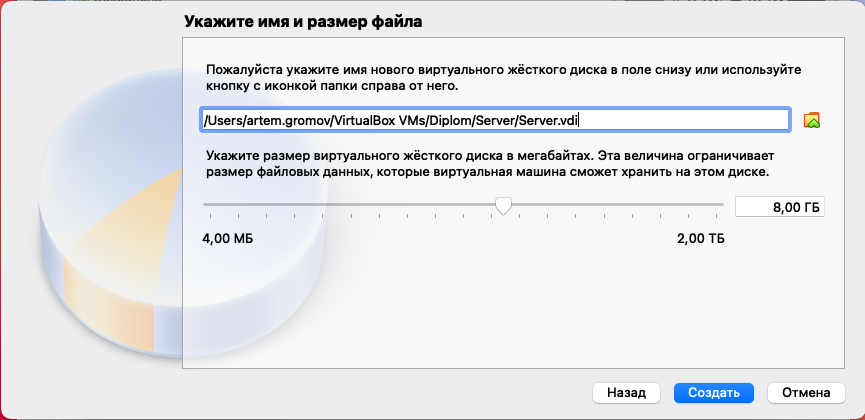 Укажите имя и размер файла
Пожалуйста укажите имя нового виртуального жёсткого диска в поле снизу или используйте
кнопку с иконкой папки справа от него.
/Users/artem.gromov/VirtualBox VMs/Diplom/Server/Server.vdi
Укажите размер виртуального жёсткого диска в мегабайтах. Эта величина ограничивает
размер файловых данных, которые виртуальная машина сможет хранить на этом диске.
8,00 ГБ
4,00 МБ 2,00 ТБ
Назад Создать Отмена